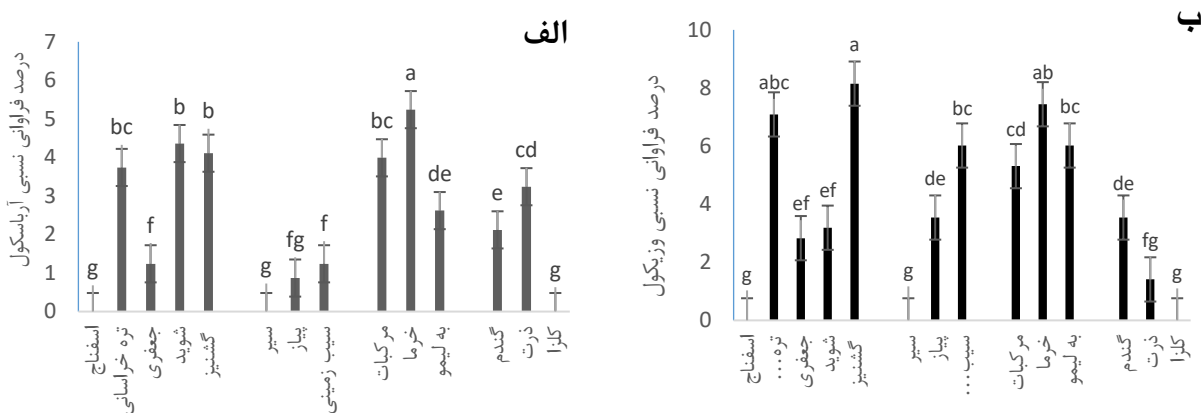 الف
درصد فراوانی نسبی آرباسکول
7
6
5
4
3
2
1
0
g
bc
f
b
b
g
fg
f
bc
a
de
e
cd
g
اسفناج
تره خراسانی
جعفری
شوید
گشنیز
سیر
پیاز
سیب زمینی
مرکبات
خرما
به لیمو
گندم
ذرت
کلزا
ب
درصد فراوانی نسبی وزیکول
10
8
6
4
2
0
g
abc
ef
ef
a
g
de
bc
cd
ab
bc
de
fg
g
اسفناج
تره...
جعفری
شوید
گشنیز
سیر
پیاز
سیب...
مرکبات
خرما
به لیمو
گندم
ذرت
کلزا